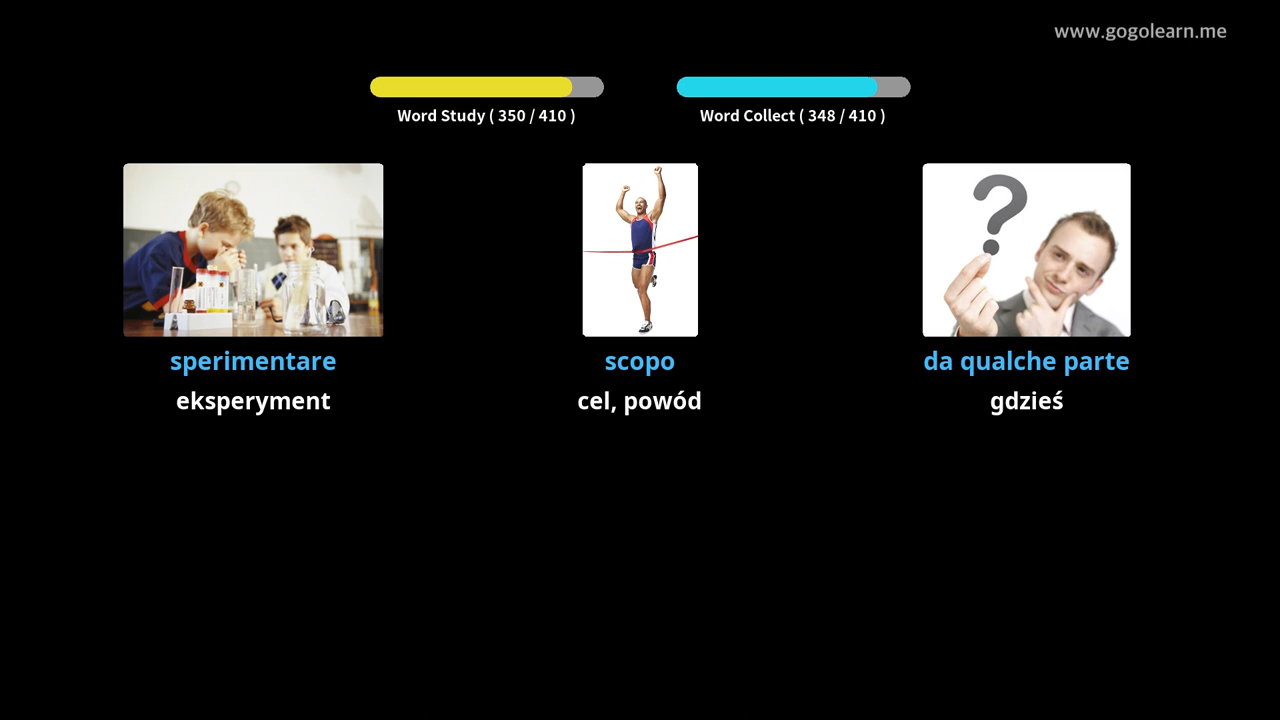 www.gogolearn.me
Word Study ( 350 / 410 )
Word Collect ( 348 / 410 )
sperimentare
eksperyment
scopo
cel, powód
da qualche parte
gdzieś